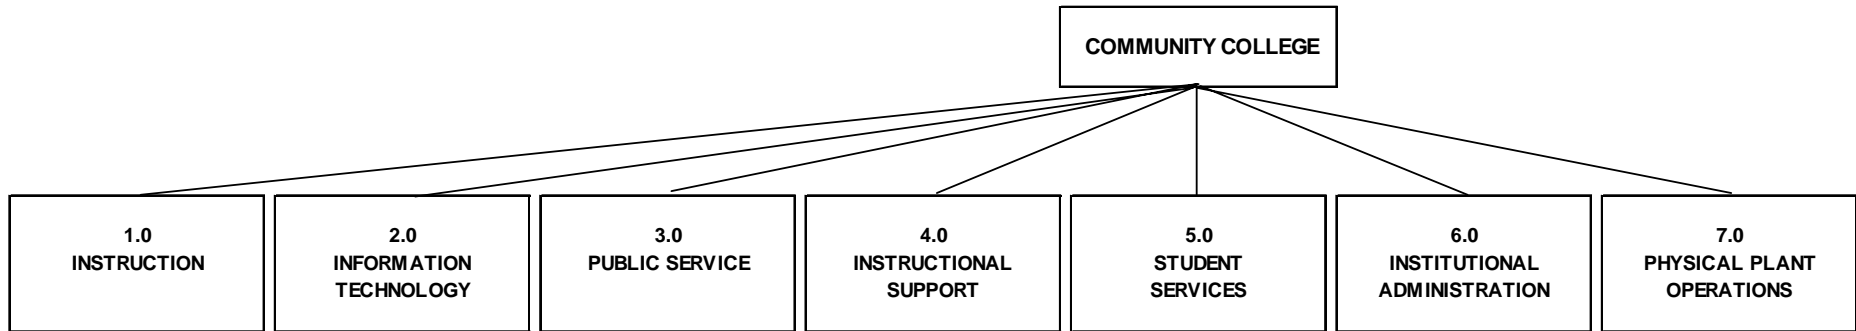 COMMUNITY COLLEGE
1.0
INSTRUCTION
2.0
INFORMATION
TECHNOLOGY
3.0
PUBLIC SERVICE
4.0
INSTRUCTIONAL
SUPPORT
5.0
STUDENT
SERVICES
6.0
INSTITUTIONAL
ADMINISTRATION
7.0
PHYSICAL PLANT
OPERATIONS